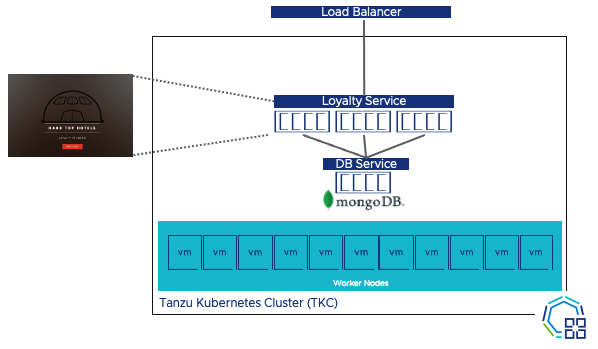 Load Balancer
Loyalty Service
HARD TOP HOTELS
DB Service
mongoDB®
vm vm vm vm vm vm vm vm vm vm vm
Worker Nodes
Tanzu Kubernetes Cluster (TKC)